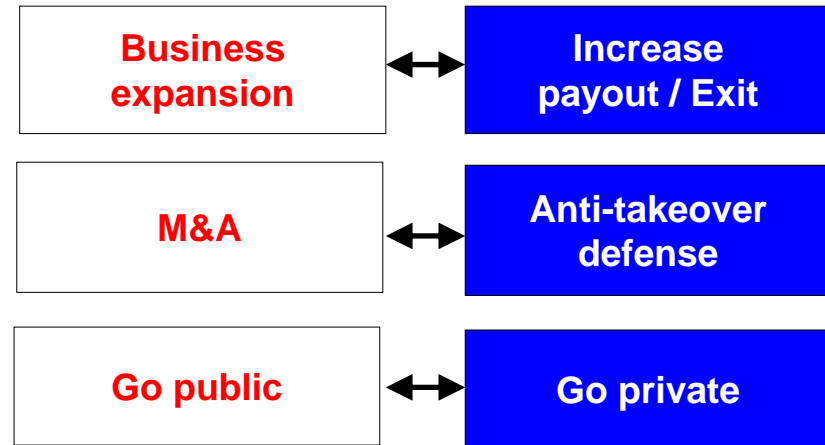 Business
expansion
Increase
payout / Exit
M&A
Anti-takeover
defense
Go public
Go private